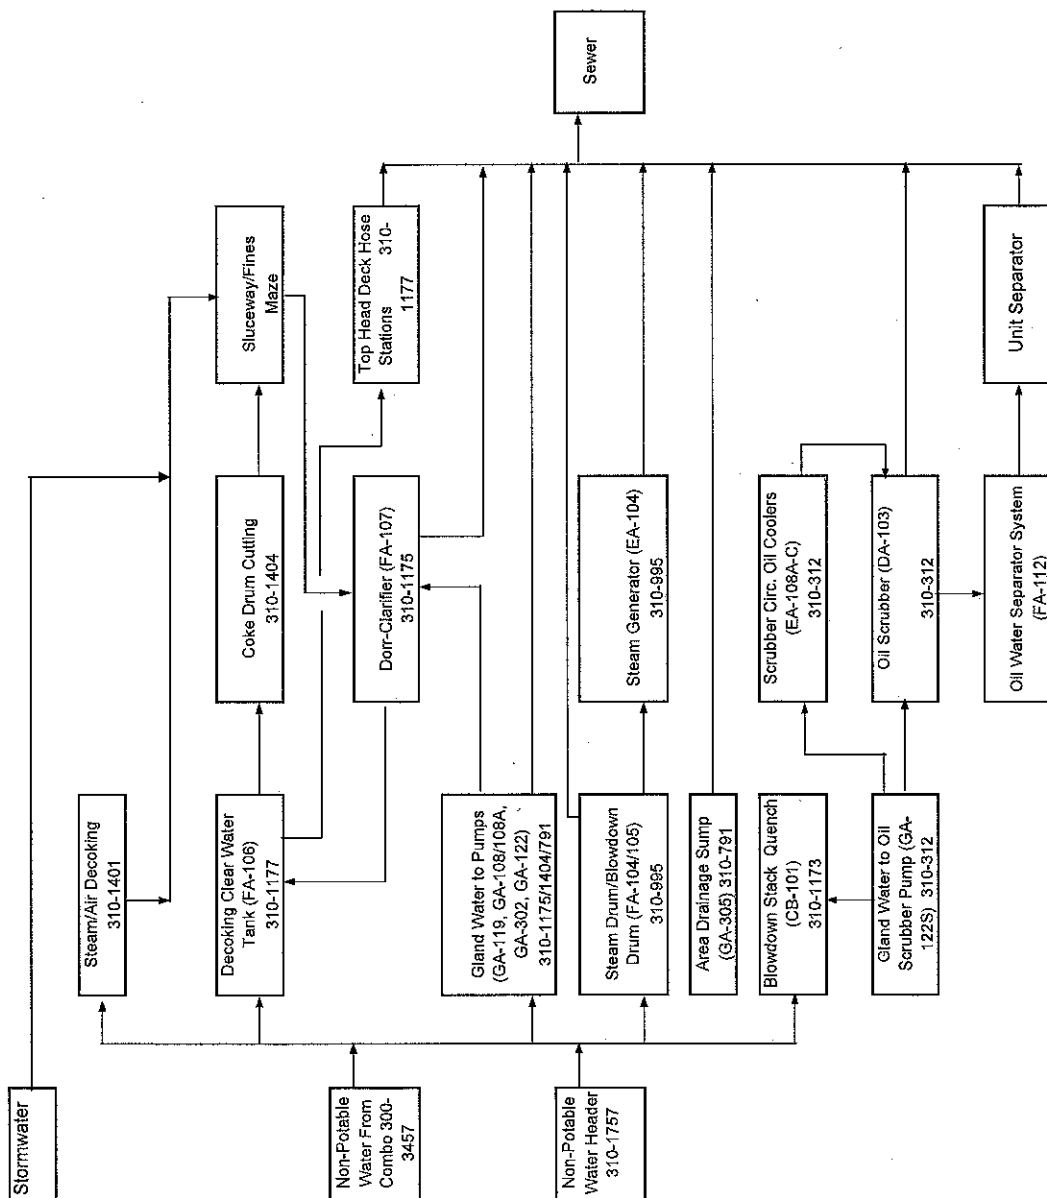 Stormwater
Non-Potable
Water From
Combo 300-
3457
Non-Potable
Water Header
310-1757
Steam/Air Decoking
310-1401
Decoking Clear Water
Tank (FA-106)
310-1177
Gland Water to Pumps
(GA-119, GA-108/108A,
GA-302, GA-122)
310-1175/1404/791
Steam Drum/Blowdown
Drum (FA-104/105)
310-995
Area Drainage Sump
(GA-305) 310-791
Blowdown Stack Quench
(CB-101)
310-1173
Gland Water to Oil
Scrubber Pump (GA-
122S) 310-312
Coke Drum Cutting
310-1404
Dorr-Clarifier (FA-107)
310-1175
Steam Generator (EA-104)
310-995
Scrubber Circ. Oil Coolers
(EA-108A-C)
310-312
Oil Scrubber (DA-103)
310-312
Oil Water Separator System
(FA-112)
Sluceway/Fines
Maze
Top Head Deck Hose
Stations 310-
1177
Unit Separator
Sewer